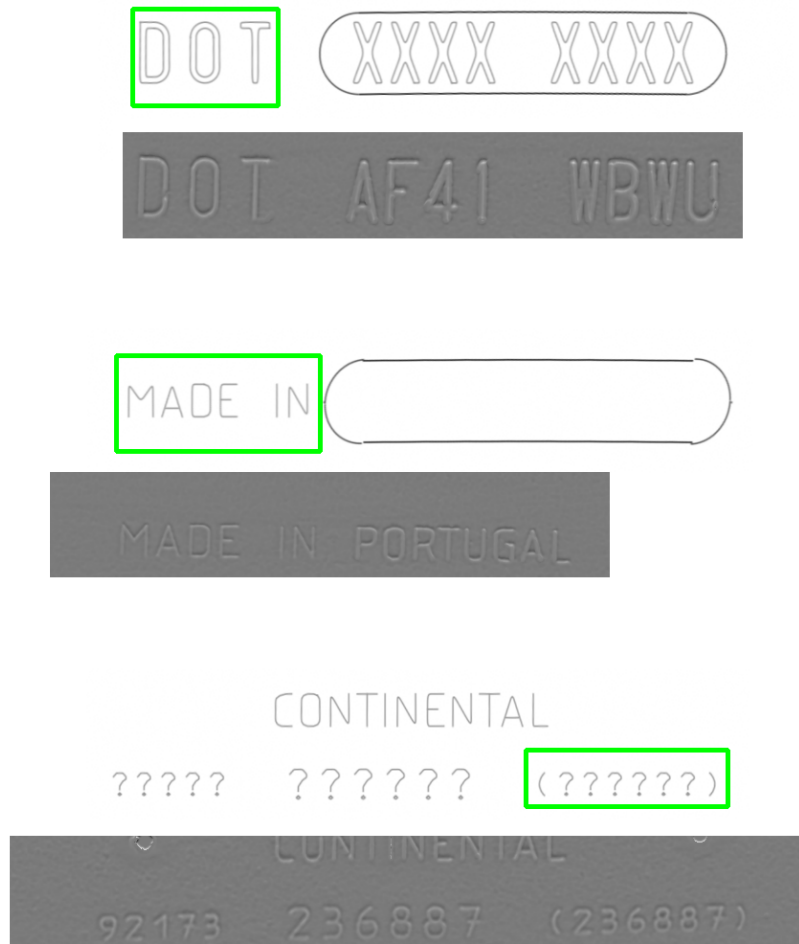 DOT XXXX XXXX
DOT AF41 WBWU
MADE IN
MADE IN PORTUGAL
CONTINENTAL
????? ?????? (??????)
CONTINENTAL
92173 236887 (236887)